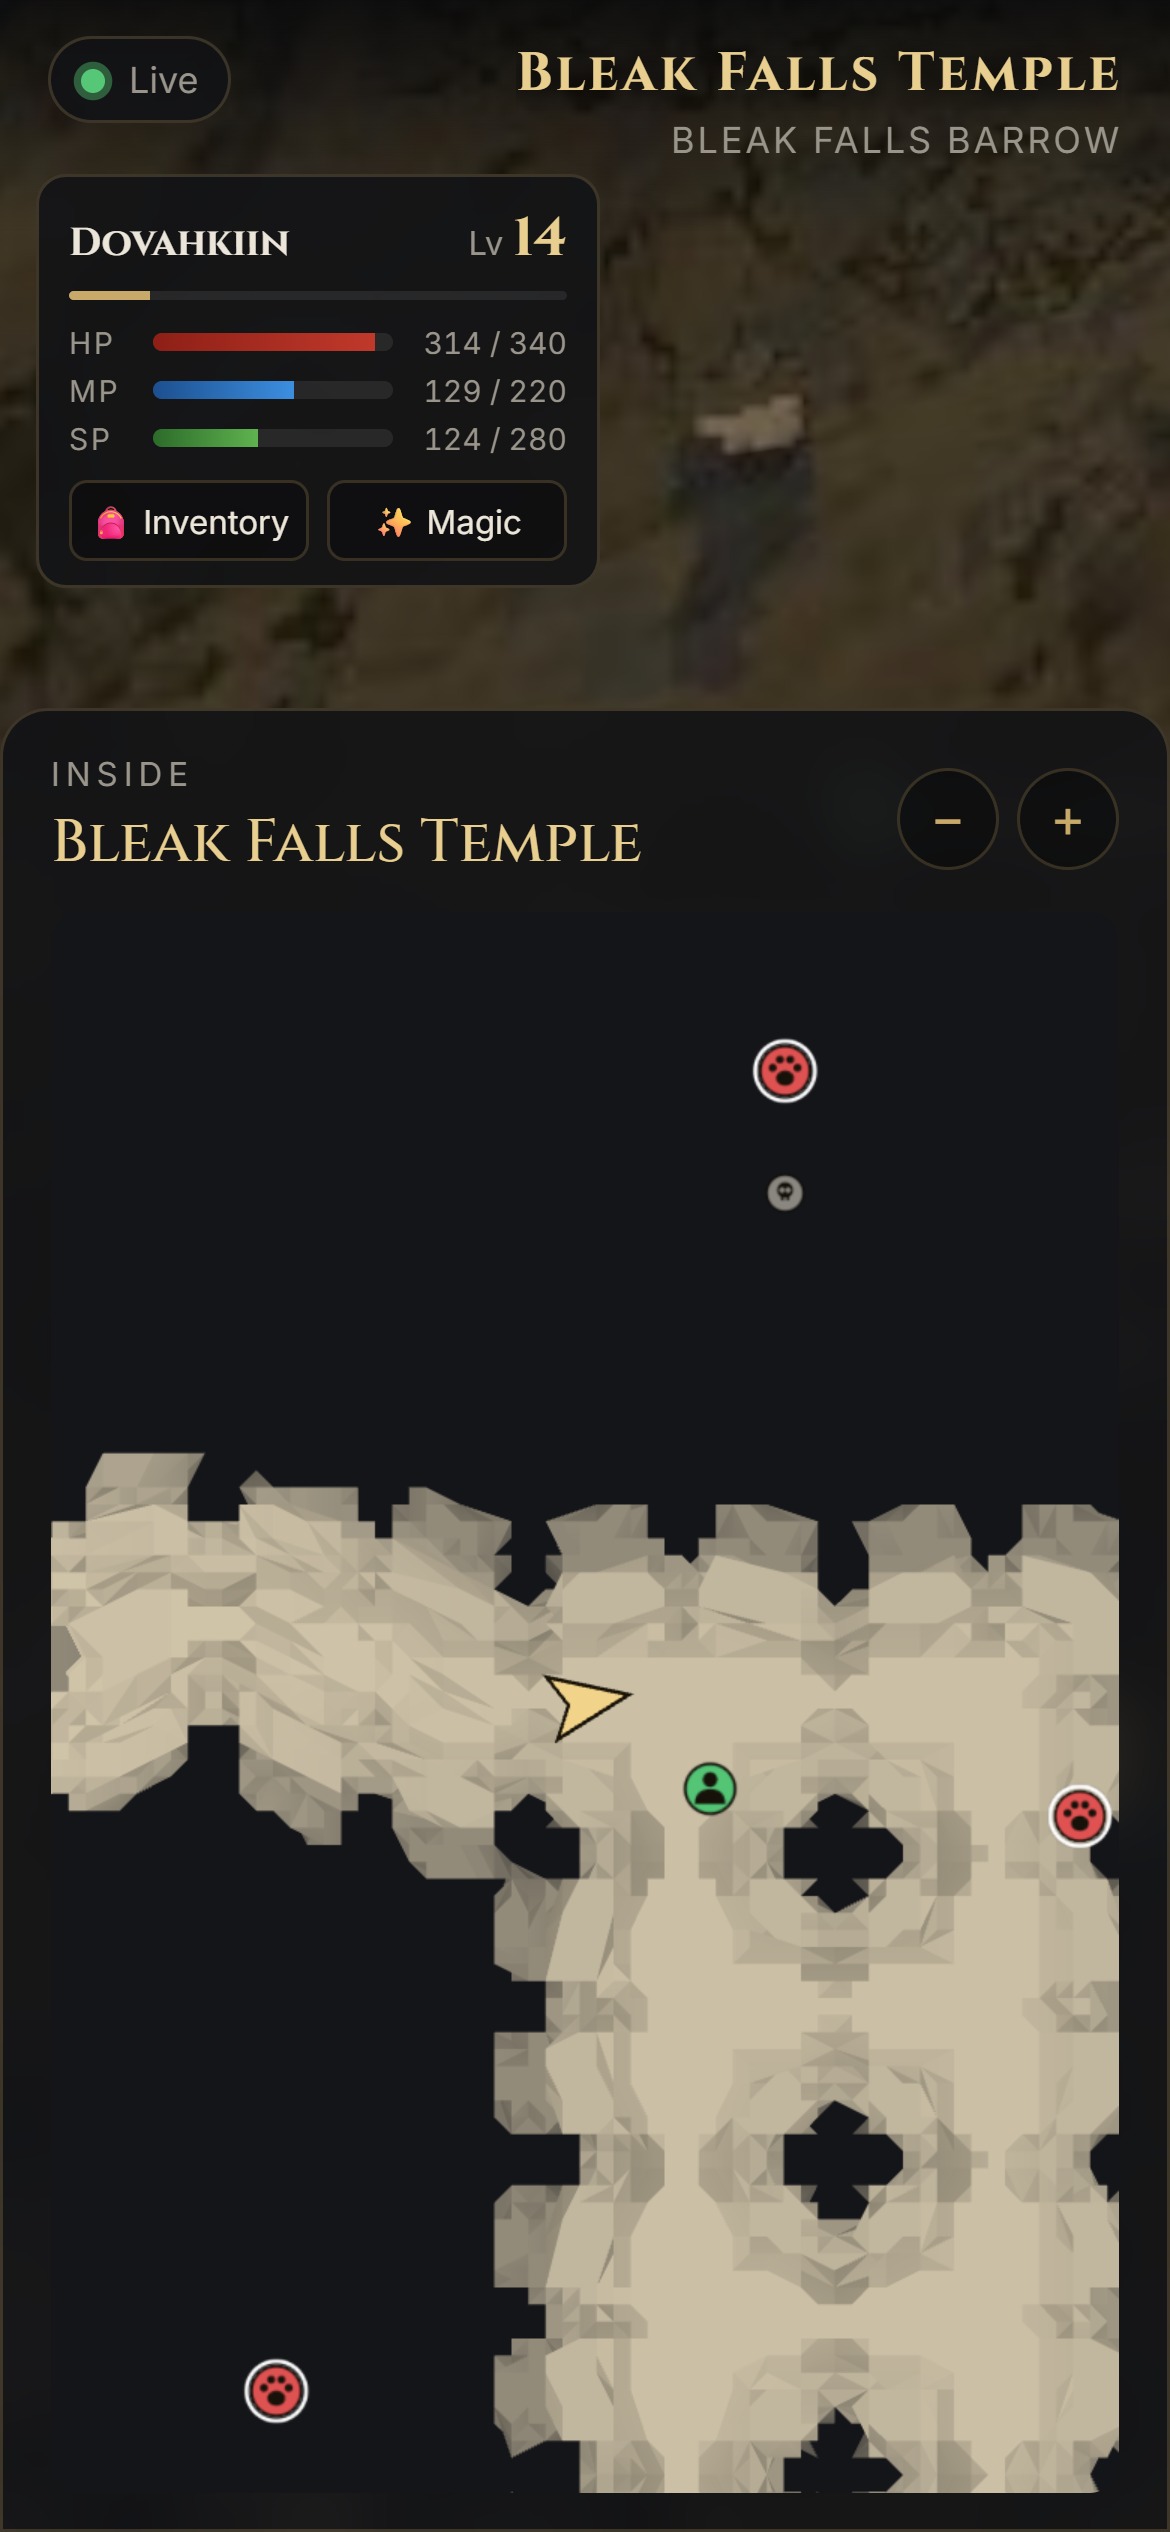 Live
Bleak Falls Temple
BLEAK FALLS BARROW
Dovahkiin Lv 14
HP 314 / 340
MP 129 / 220
SP 124 / 280
Inventory Magic
INSIDE
Bleak Falls Temple
− +